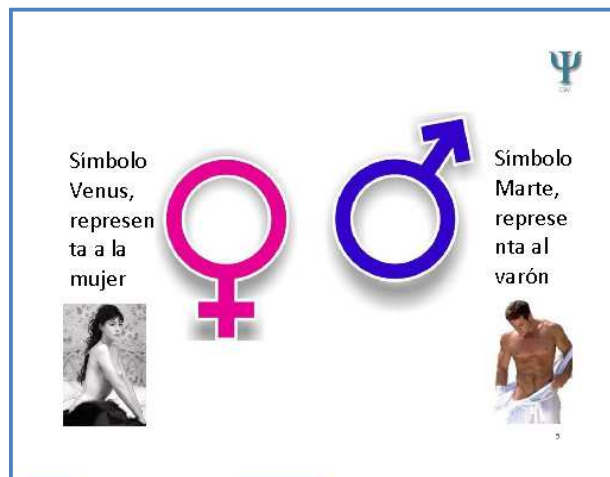 Símbolo
Venus,
represen
ta a la
mujer
Símbolo
Marte,
represe
nta al
varón